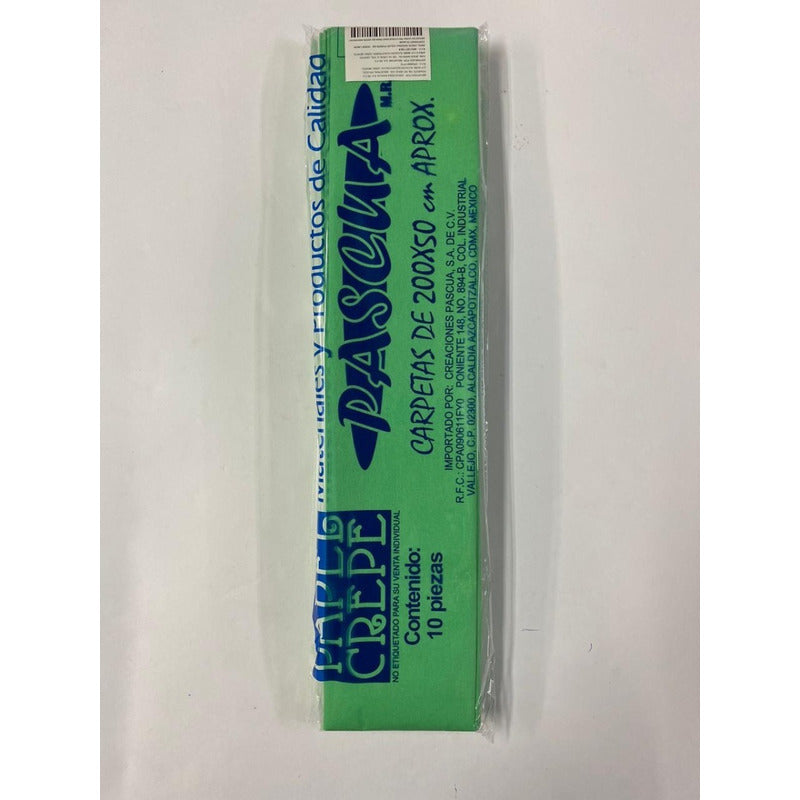 Materiales y Productos de Calidad
PASCUA
M.R.
CARPETAS DE 200X50 cm APROX.
IMPORTADO POR: CREACIONES PASCUA, S.A. DE C.V.
R.F.C.: CPA090611FY0 PONIENTE 148, NO. 894-B, COL. INDUSTRIAL
VALLEJO, C.P. 02300, ALCALDIA AZCAPOTZALCO, CDMX, MEXICO
PAPEL
CREPE
NO ETIQUETADO PARA SU VENTA INDIVIDUAL
Contenido:
10 piezas